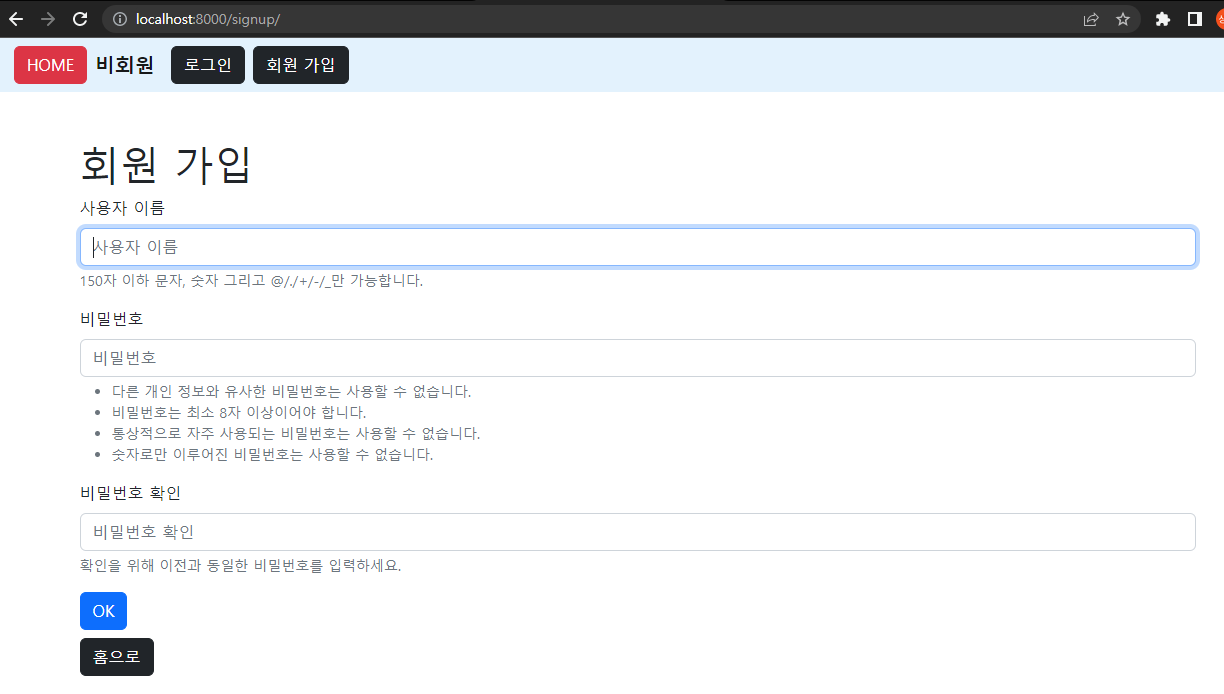 localhost:8000/signup/
HOME 비회원 로그인 회원 가입
회원 가입
사용자 이름
사용자 이름
150자 이하 문자, 숫자 그리고 @/./+/-/_만 가능합니다.
비밀번호
비밀번호
다른 개인 정보와 유사한 비밀번호는 사용할 수 없습니다.
비밀번호는 최소 8자 이상이어야 합니다.
통상적으로 자주 사용되는 비밀번호는 사용할 수 없습니다.
숫자로만 이루어진 비밀번호는 사용할 수 없습니다.
비밀번호 확인
비밀번호 확인
확인을 위해 이전과 동일한 비밀번호를 입력하세요.
OK
홈으로